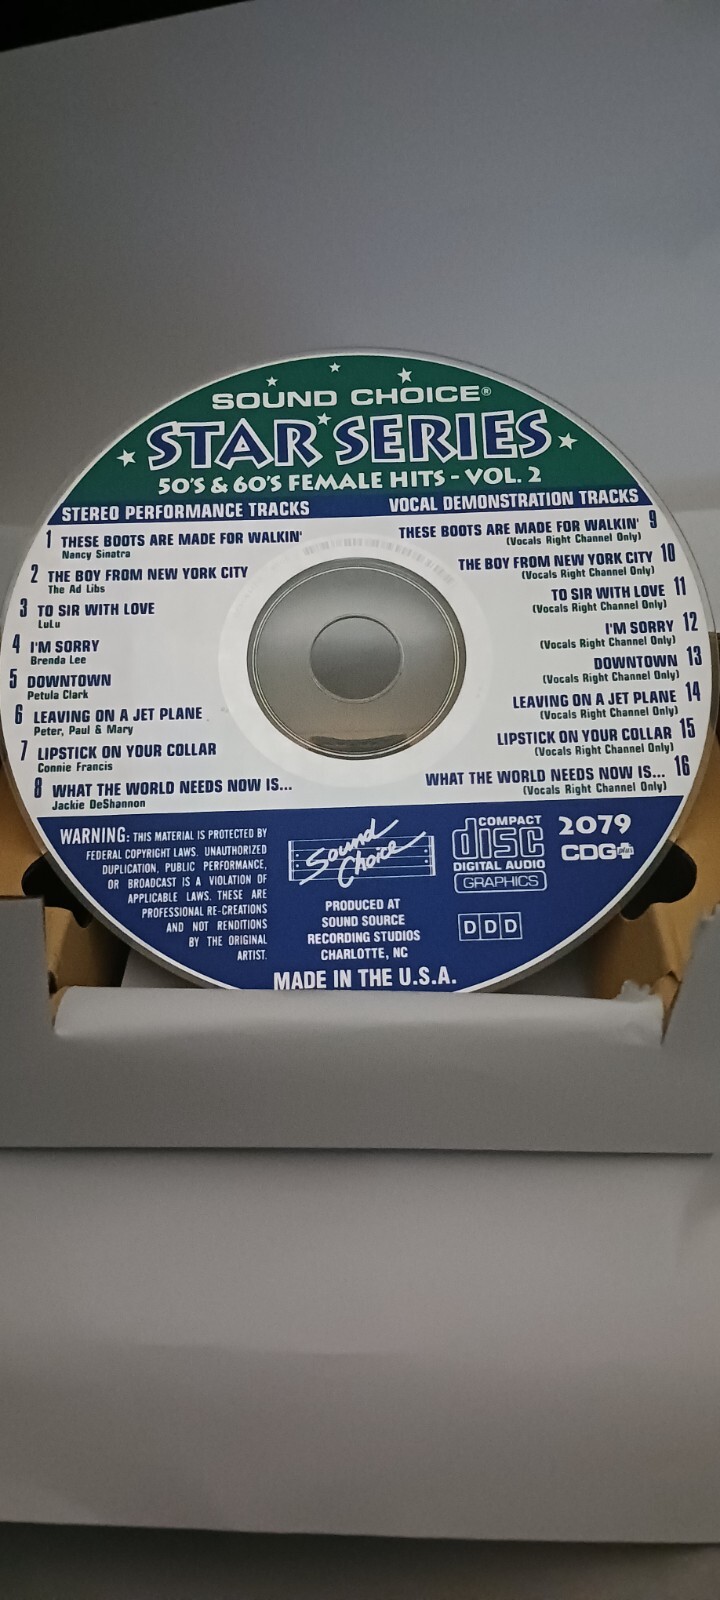 SOUND CHOICE®
STAR SERIES
50'S & 60'S FEMALE HITS - VOL. 2
STEREO PERFORMANCE TRACKS
1 THESE BOOTS ARE MADE FOR WALKIN'
Nancy Sinatra
2 THE BOY FROM NEW YORK CITY
The Ad Libs
3 TO SIR WITH LOVE
LuLu
4 I'M SORRY
Brenda Lee
5 DOWNTOWN
Petula Clark
6 LEAVING ON A JET PLANE
Peter, Paul & Mary
7 LIPSTICK ON YOUR COLLAR
Connie Francis
8 WHAT THE WORLD NEEDS NOW IS...
Jackie DeShannon
VOCAL DEMONSTRATION TRACKS
THESE BOOTS ARE MADE FOR WALKIN' 9
(Vocals Right Channel Only)
THE BOY FROM NEW YORK CITY 10
(Vocals Right Channel Only)
TO SIR WITH LOVE 11
(Vocals Right Channel Only)
I'M SORRY 12
(Vocals Right Channel Only)
DOWNTOWN 13
(Vocals Right Channel Only)
LEAVING ON A JET PLANE 14
(Vocals Right Channel Only)
LIPSTICK ON YOUR COLLAR 15
(Vocals Right Channel Only)
WHAT THE WORLD NEEDS NOW IS... 16
(Vocals Right Channel Only)
WARNING: THIS MATERIAL IS PROTECTED BY
FEDERAL COPYRIGHT LAWS. UNAUTHORIZED
DUPLICATION, PUBLIC PERFORMANCE,
OR BROADCAST IS A VIOLATION OF
APPLICABLE LAWS. THESE ARE
PROFESSIONAL RE-CREATIONS
AND NOT RENDITIONS
BY THE ORIGINAL
ARTIST.
Sound
Choice
PRODUCED AT
SOUND SOURCE
RECORDING STUDIOS
CHARLOTTE, NC
COMPACT
disc
DIGITAL AUDIO
GRAPHICS
2079
CDG+ plus
DDD
MADE IN THE U.S.A.